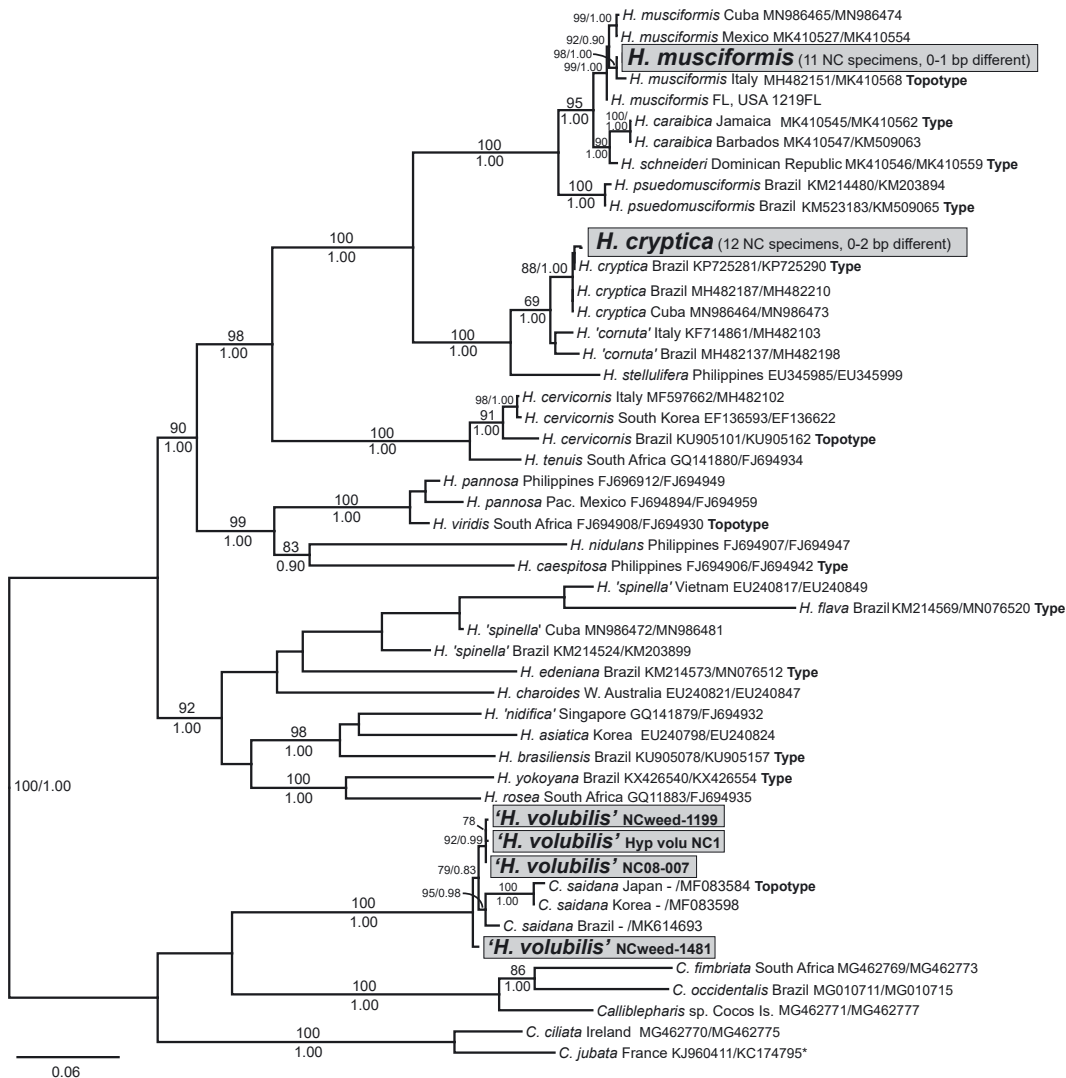 99/1.00
H. musciformis Cuba MN986465/MN986474
H. musciformis Mexico MK410527/MK410554
92/0.90
98/1.00
H. musciformis (11 NC specimens, 0-1 bp different)
99/1.00
H. musciformis Italy MH482151/MK410568 Topotype
H. musciformis FL, USA 1219FL
95
1.00
100/
1.00
H. caraibica Jamaica MK410545/MK410562 Type
H. caraibica Barbados MK410547/KM509063
90
1.00
H. schneideri Dominican Republic MK410546/MK410559 Type
100
1.00
100
1.00
H. psuedomusciformis Brazil KM214480/KM203894
H. psuedomusciformis Brazil KM523183/KM509065 Type
H. cryptica (12 NC specimens, 0-2 bp different)
100
1.00
88/1.00
H. cryptica Brazil KP725281/KP725290 Type
H. cryptica Brazil MH482187/MH482210
69
1.00
H. cryptica Cuba MN986464/MN986473
H. 'cornuta' Italy KF714861/MH482103
100
1.00
98
1.00
H. 'cornuta' Brazil MH482137/MH482198
H. stellulifera Philippines EU345985/EU345999
98/1.00
H. cervicornis Italy MF597662/MH482102
91
1.00
H. cervicornis South Korea EF136593/EF136622
100
1.00
90
1.00
H. cervicornis Brazil KU905101/KU905162 Topotype
H. tenuis South Africa GQ141880/FJ694934
H. pannosa Philippines FJ696912/FJ694949
100
1.00
H. pannosa Pac. Mexico FJ694894/FJ694959
99
1.00
H. viridis South Africa FJ694908/FJ694930 Topotype
83
0.90
H. nidulans Philippines FJ694907/FJ694947
H. caespitosa Philippines FJ694906/FJ694942 Type
H. 'spinella' Vietnam EU240817/EU240849
H. flava Brazil KM214569/MN076520 Type
H. 'spinella' Cuba MN986472/MN986481
H. 'spinella' Brazil KM214524/KM203899
H. edeniana Brazil KM214573/MN076512 Type
H. charoides W. Australia EU240821/EU240847
92
1.00
H. 'nidifica' Singapore GQ141879/FJ694932
98
1.00
H. asiatica Korea EU240798/EU240824
H. brasiliensis Brazil KU905078/KU905157 Type
100
1.00
H. yokoyana Brazil KX426540/KX426554 Type
100/1.00
H. rosea South Africa GQ11883/FJ694935
78
'H. volubilis' NCweed-1199
92/0.99
'H. volubilis' Hyp volu NC1
79/0.83
'H. volubilis' NC08-007
95/0.98
100
1.00
C. saidana Japan - /MF083584 Topotype
C. saidana Korea - /MF083598
100
1.00
C. saidana Brazil - /MK614693
'H. volubilis' NCweed-1481
86
1.00
C. fimbriata South Africa MG462769/MG462773
100
1.00
C. occidentalis Brazil MG010711/MG010715
Calliblepharis sp. Cocos Is. MG462771/MG462777
100
1.00
C. ciliata Ireland MG462770/MG462775
C. jubata France KJ960411/KC174795*
0.06